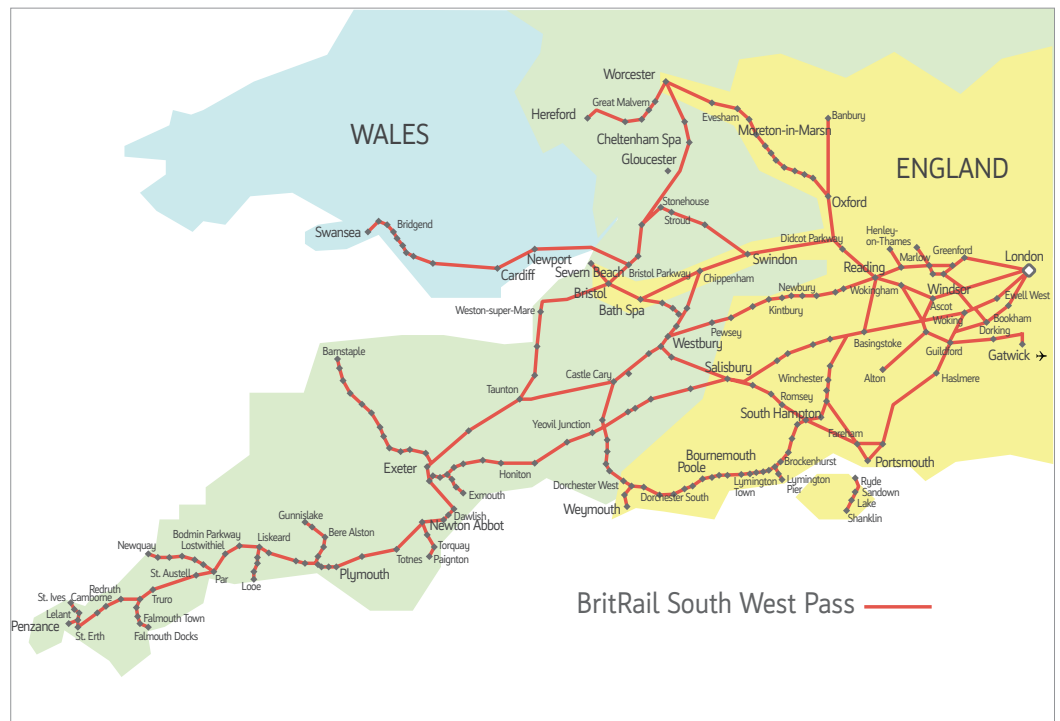 Worcester
Great Malvern
Hereford
Evesham
Banbury
WALES
Moreton-in-Marsn
Cheltenham Spa
Gloucester
ENGLAND
Stonehouse
Oxford
Stroud
Bridgend
Swansea
Didcot Parkway
Henley-
on-Thames
Greenford
Marlow
London
Newport
Severn Beach
Bristol Parkway
Swindon
Reading
Cardiff
Chippenham
Newbury
Wokingham
Windsor
Ewell West
Bristol
Kintbury
Ascot
Bath Spa
Weston-super-Mare
Pewsey
Woking
Bookham
Dorking
Westbury
Basingstoke
Guildford
Gatwick
Barnstaple
Castle Cary
Salisbury
Winchester
Alton
Haslmere
Taunton
Romsey
South Hampton
Yeovil Junction
Fareham
Bournemouth
Poole
Brockenhurst
Portsmouth
Exeter
Honiton
Dorchester West
Lymington
Town
Lymington
Pier
Ryde
Sandown
Lake
Shanklin
Exmouth
Dorchester South
Weymouth
Dawlish
Gunnislake
Newton Abbot
Bere Alston
Bodmin Parkway
Lostwithiel
Liskeard
Torquay
Paignton
Newquay
Totnes
St. Austell
Par
Looe
Plymouth
Redruth
St. Ives
Camborne
Truro
Lelant
Falmouth Town
Penzance
St. Erth
Falmouth Docks
BritRail South West Pass